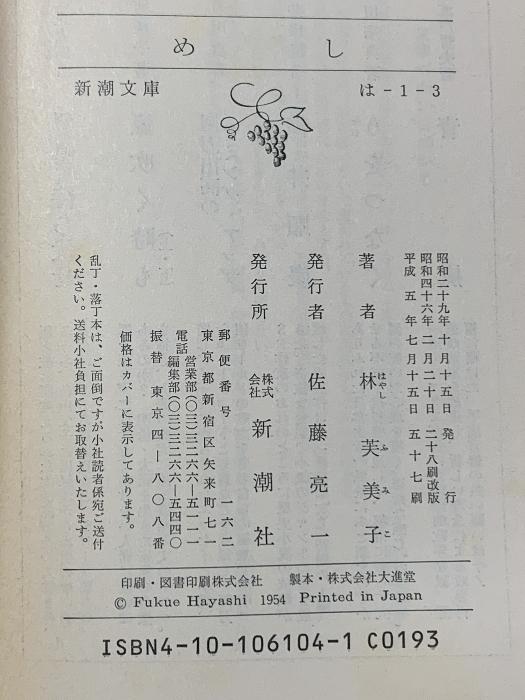 めし
新潮文庫
は-1-3
昭和二十九年十月十五日発行
昭和四十六年二月二十日二十八刷改版
平成五年七月十五日五十七刷
著者林芙美子
はやしふみこ
発行者佐藤亮一
発行所株式会社新潮社
郵便番号一六二
東京都新宿区矢来町七一
電話営業部(〇三)三二六六―五一一一
編集部(〇三)三二六六―五四四〇
振替東京四―八〇八番
価格はカバーに表示してあります。
乱丁・落丁本は、ご面倒ですが小社読者係宛ご送付
ください。送料小社負担にてお取替えいたします。
印刷・図書印刷株式会社 製本・株式会社大進堂
© Fukue Hayashi 1954 Printed in Japan
ISBN4-10-106104-1 C0193